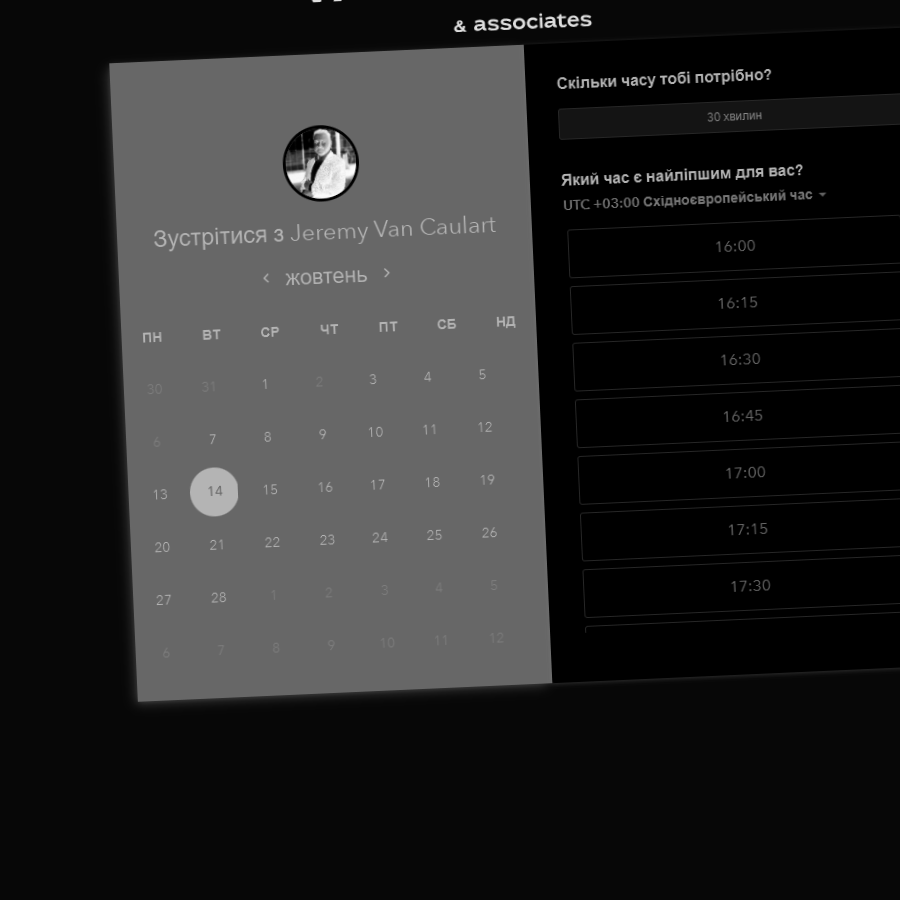 & associates
Зустрітися з Jeremy Van Caulart
‹ жовтень ›
ПН ВТ СР ЧТ ПТ СБ НД
30 31 1 2 3 4 5
6 7 8 9 10 11 12
13 14 15 16 17 18 19
20 21 22 23 24 25 26
27 28 1 2 3 4 5
6 7 8 9 10 11 12
Скільки часу тобі потрібно?
30 хвилин
Який час є найліпшим для вас?
UTC +03:00 Східноєвропейський час
16:00
16:15
16:30
16:45
17:00
17:15
17:30